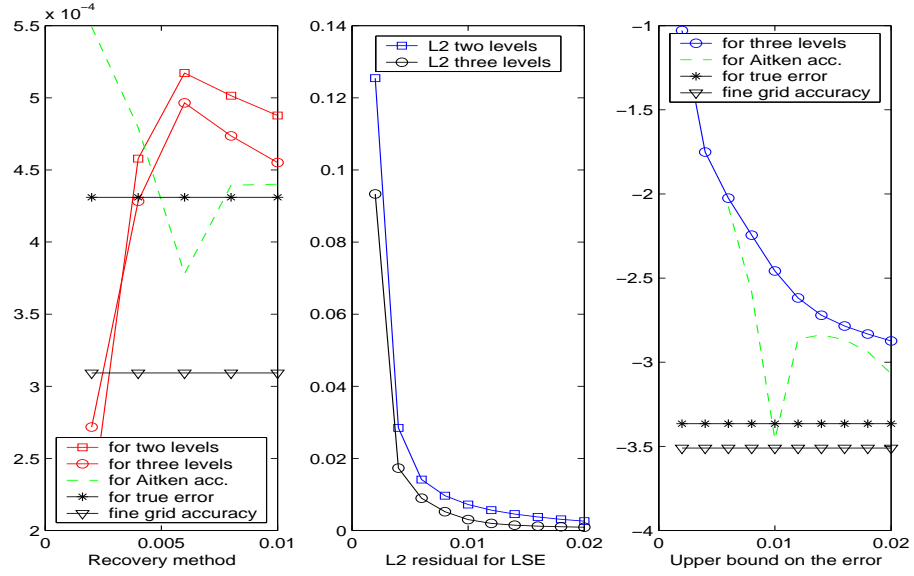 5.5 x 10^-4
5
4.5
4
3.5
3
2.5
2
0
0.005
0.01
Recovery method
for two levels
for three levels
for Aitken acc.
for true error
fine grid accuracy
0.14
0.12
0.1
0.08
0.06
0.04
0.02
0
0
0.01
0.02
L2 residual for LSE
L2 two levels
L2 three levels
-1
-1.5
-2
-2.5
-3
-3.5
-4
0
0.01
0.02
Upper bound on the error
for three levels
for Aitken acc.
for true error
fine grid accuracy